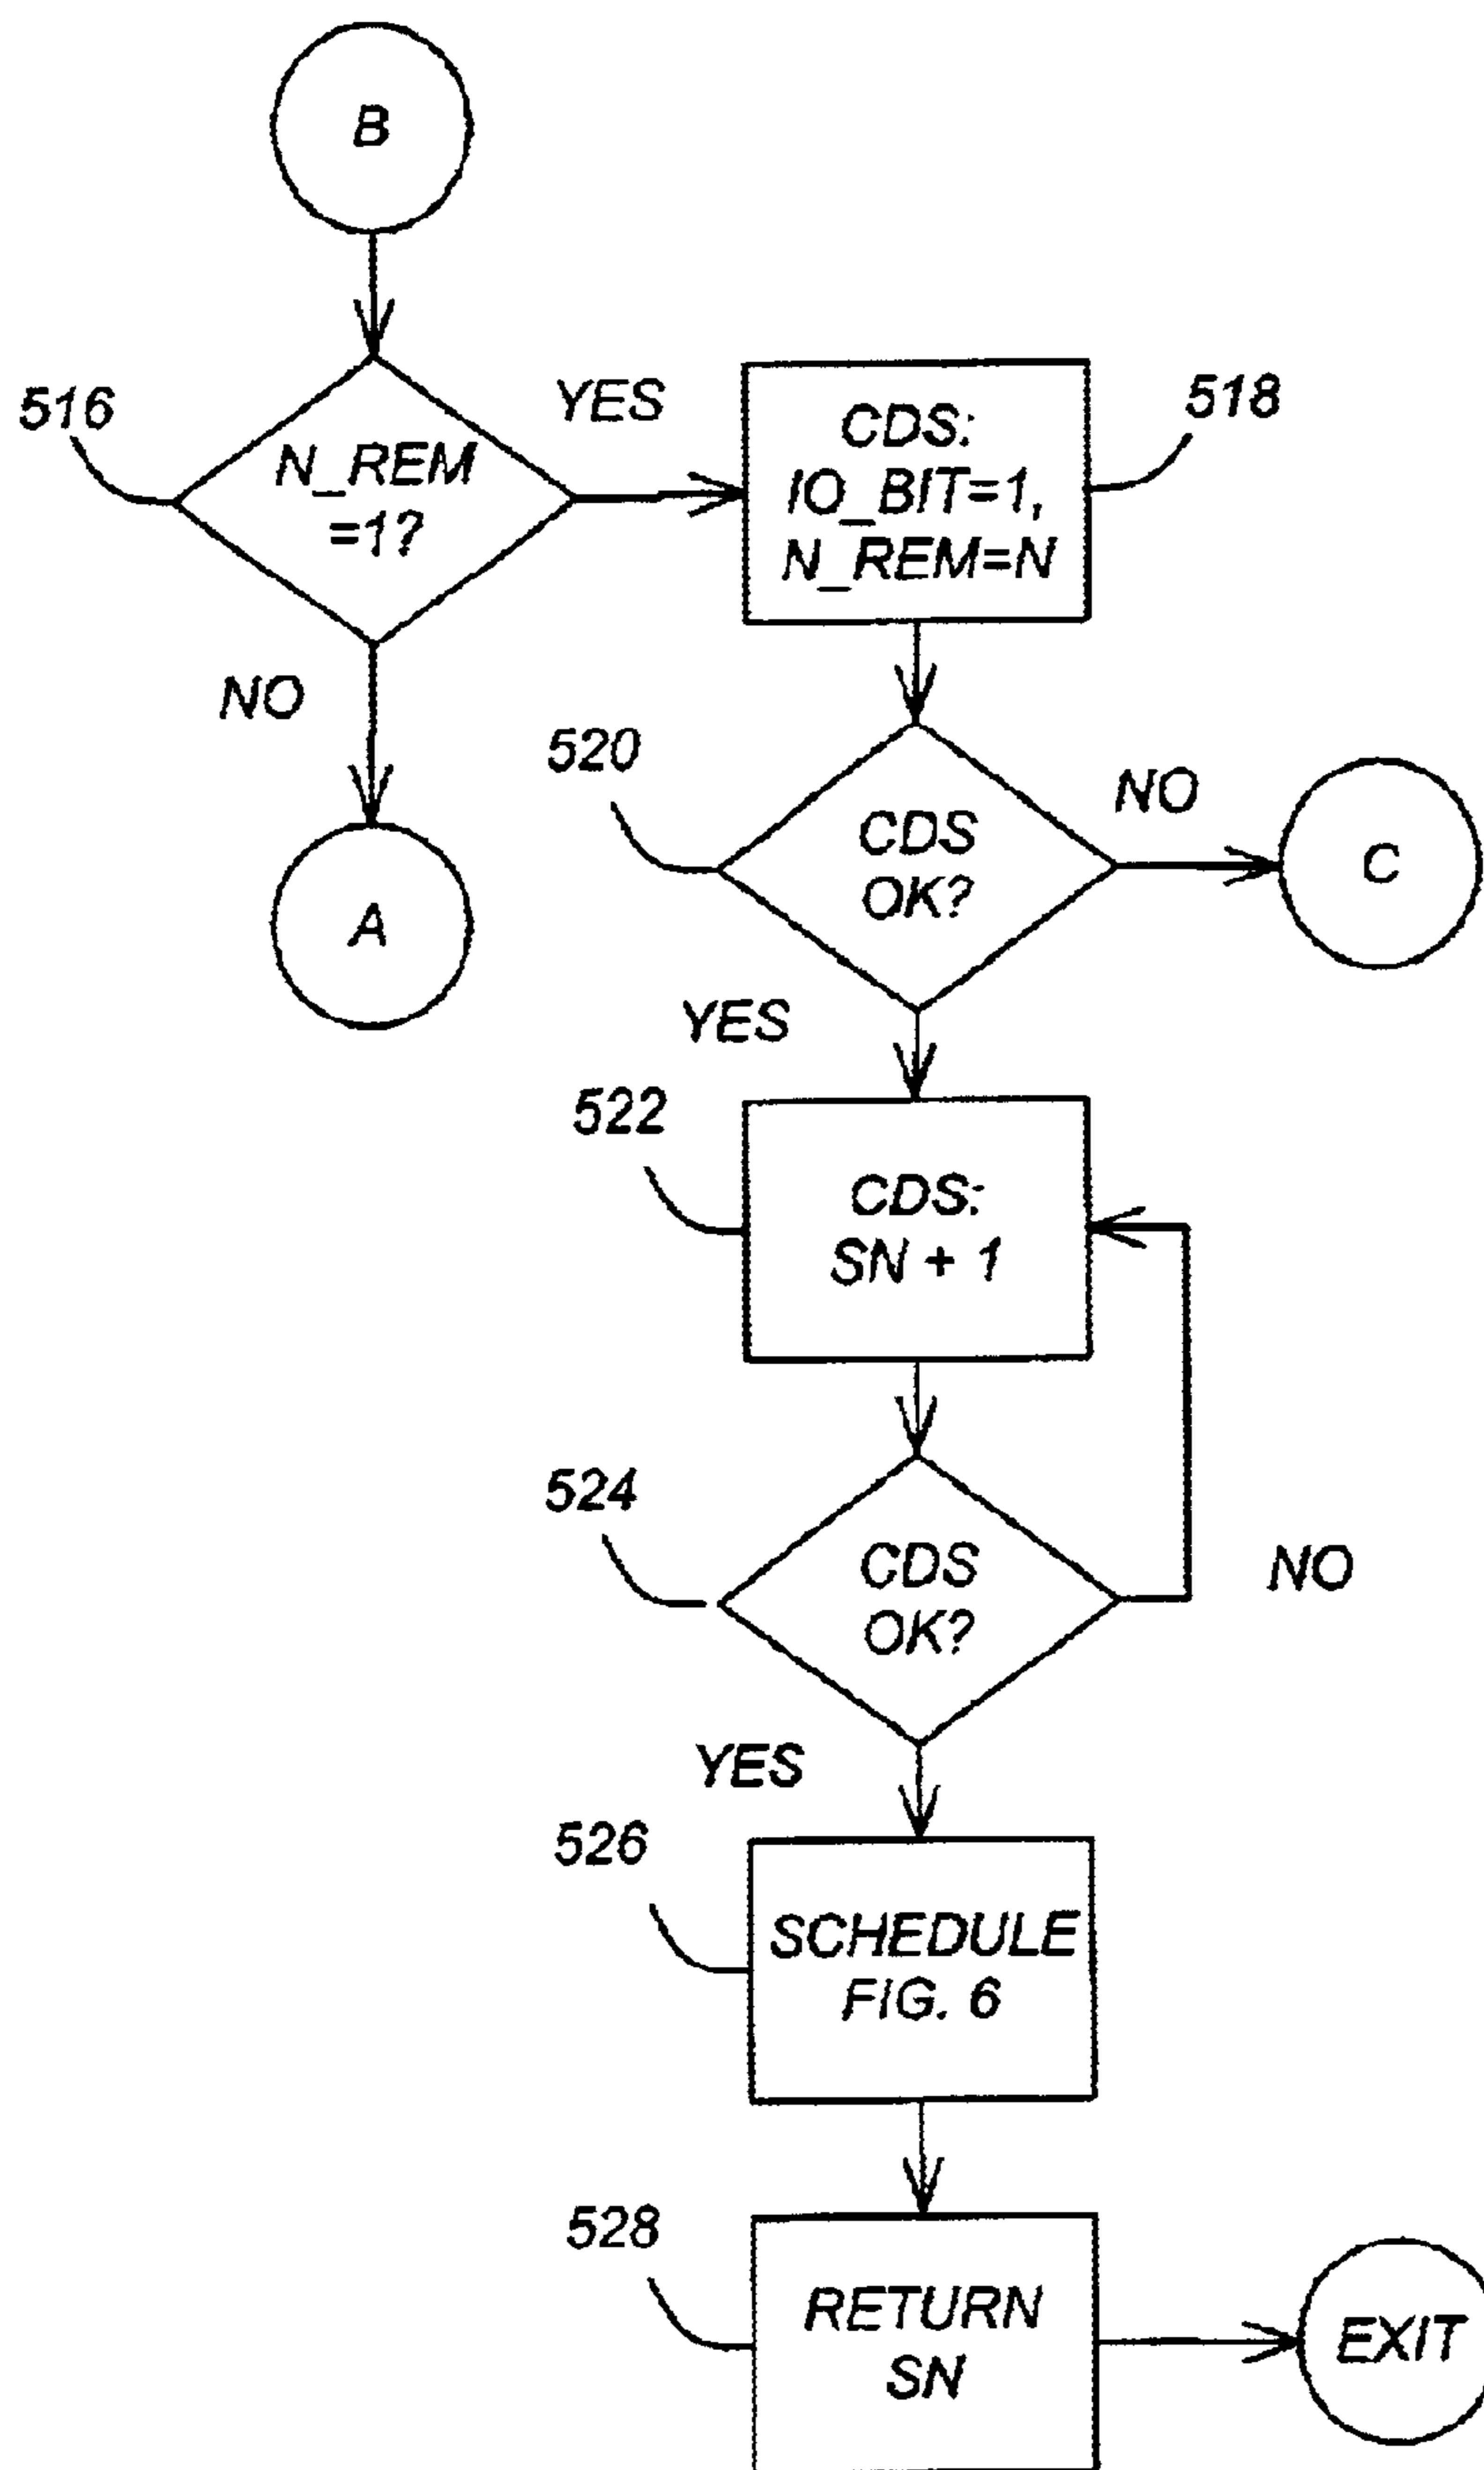 B
516
N_REM
=1?
YES
CDS:
IO_BIT=1,
N_REM=N
518
NO
A
520
CDS
OK?
NO
C
YES
522
CDS:
SN + 1
524
CDS
OK?
NO
YES
526
SCHEDULE
FIG. 6
528
RETURN
SN
EXIT